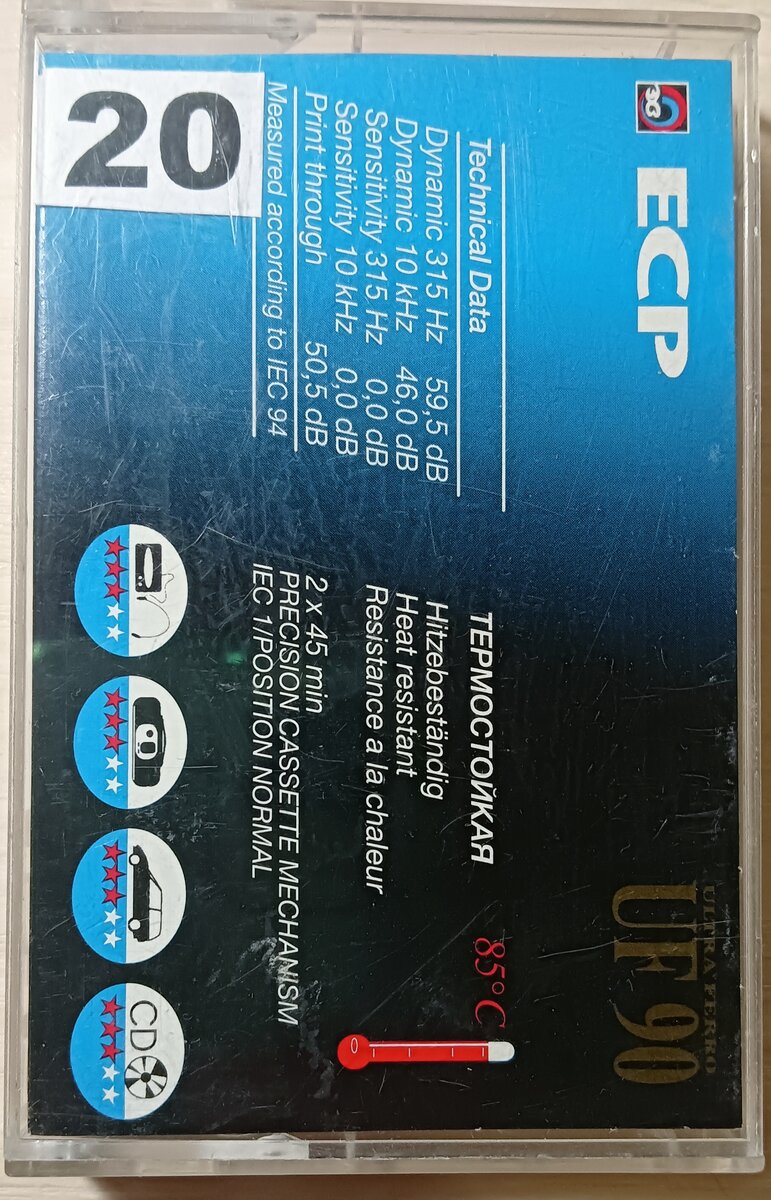 ECP
ULTRA FERRO
UF 90
Technical Data
Dynamic 315 Hz 59,5 dB
Dynamic 10 kHz 46,0 dB
Sensitivity 315 Hz 0,0 dB
Sensitivity 10 kHz 0,0 dB
Print through 50,5 dB
Measured according to IEC 94
ТЕРМОСТОЙКАЯ
Hitzebeständig
Heat resistant
Resistance a la chaleur
85°C
2 x 45 min
PRECISION CASSETTE MECHANISM
IEC 1/POSITION NORMAL
20
CD